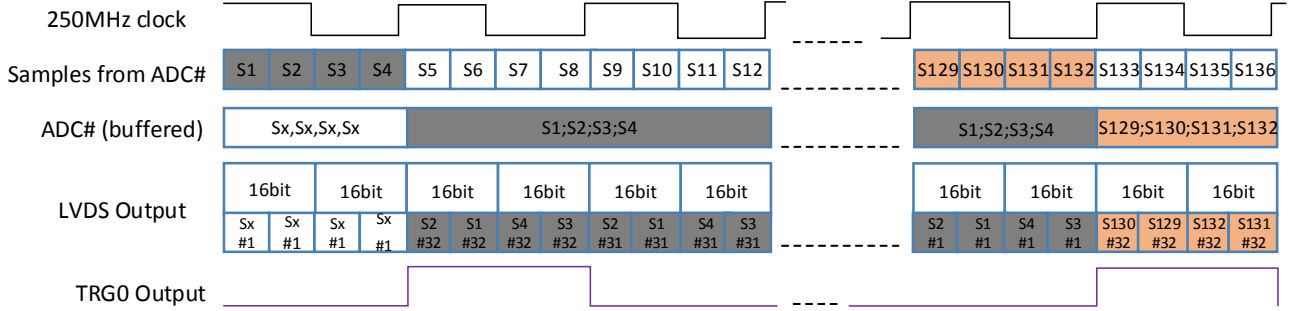 250MHz clock
Samples from ADC# S1 S2 S3 S4 S5 S6 S7 S8 S9 S10 S11 S12 S129 S130 S131 S132 S133 S134 S135 S136
ADC# (buffered) Sx,Sx,Sx,Sx S1;S2;S3;S4 S1;S2;S3;S4 S129;S130;S131;S132
16bit 16bit 16bit 16bit 16bit 16bit 16bit 16bit 16bit 16bit
LVDS Output
Sx Sx Sx Sx S2 S1 S4 S3 S2 S1 S4 S3 S2 S1 S4 S3 S130 S129 S132 S131
#1 #1 #1 #1 #32 #32 #32 #32 #31 #31 #31 #31 #1 #1 #1 #1 #32 #32 #32 #32
TRG0 Output